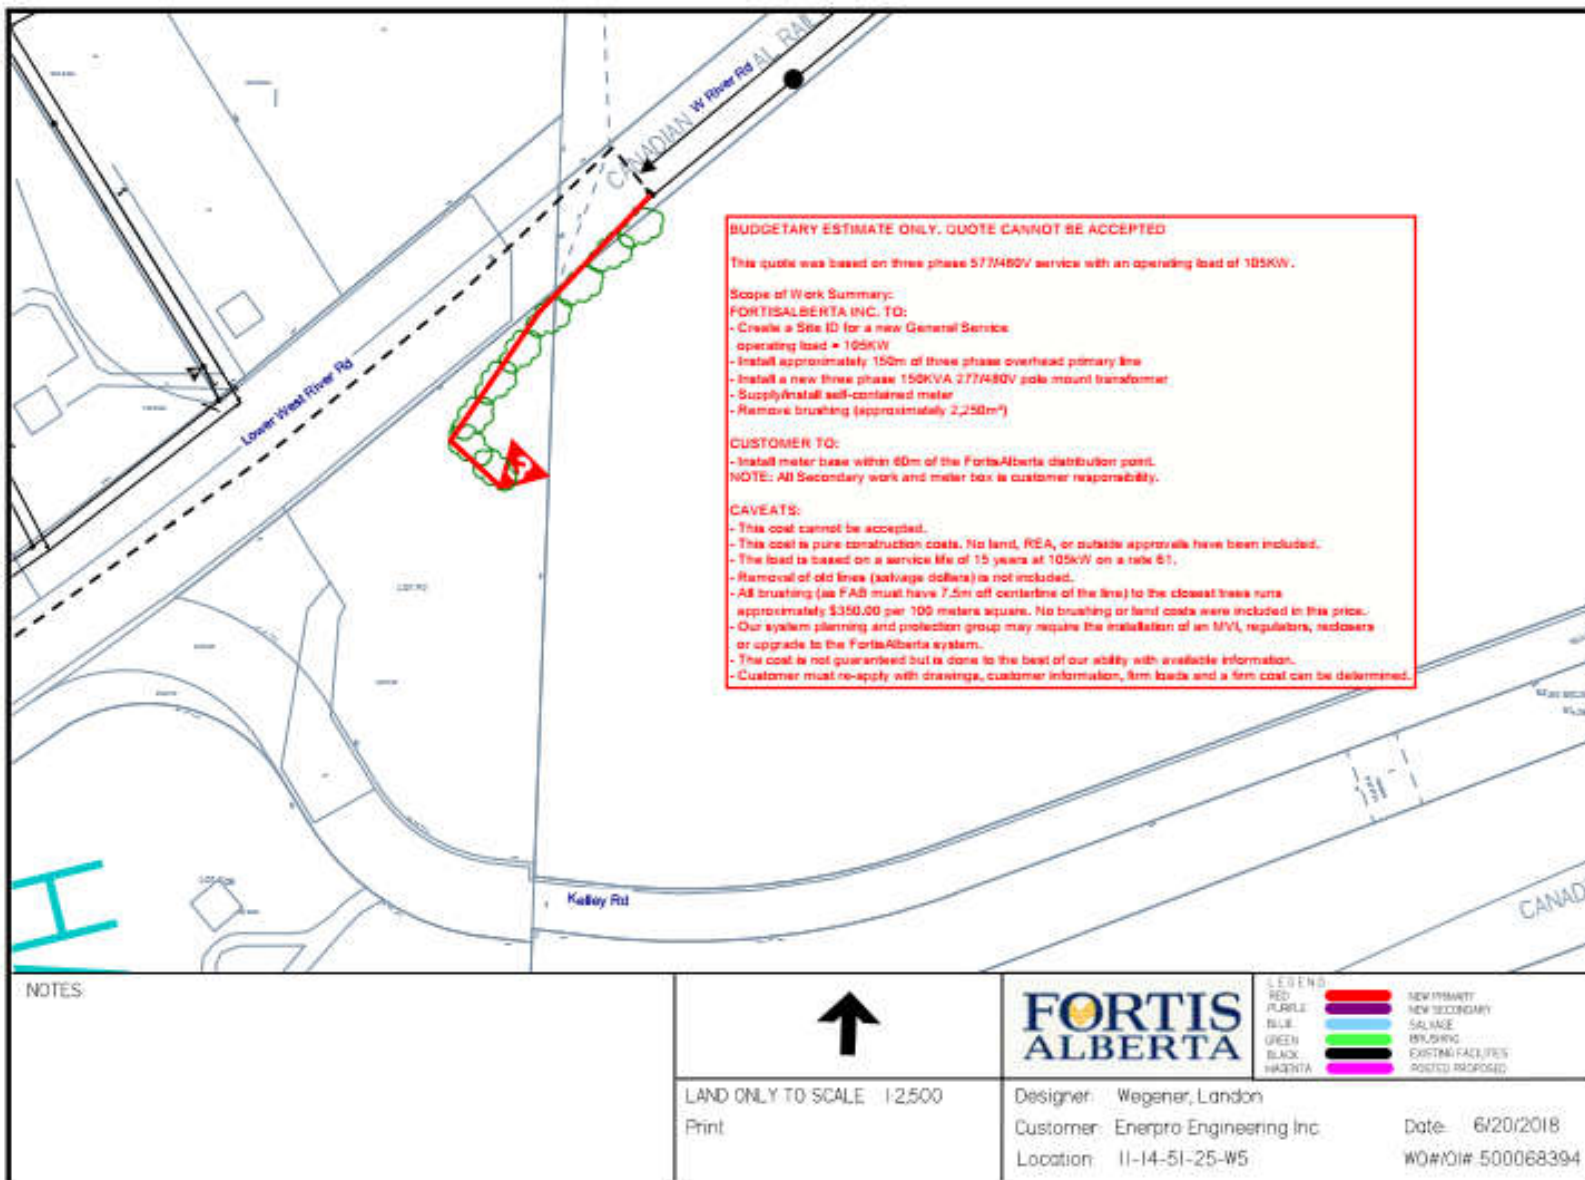 CANADIAN
AL RAIL
W River Rd
Lower West River Rd
BUDGETARY ESTIMATE ONLY. QUOTE CANNOT BE ACCEPTED
This quote was based on three phase 577/480V service with an operating load of 105KW.
Scope of Work Summary:
FORTISALBERTA INC. TO:
- Create a Site ID for a new General Service
operating load = 105KW
- Install approximately 150m of three phase overhead primary line
- Install a new three phase 150KVA 277/480V pole mount transformer
- Supply/install self-contained meter
- Remove brushing (approximately 2,250m²)
CUSTOMER TO:
- Install meter base within 60m of the FortisAlberta distribution point.
NOTE: All Secondary work and meter box is customer responsibility.
CAVEATS:
- This cost cannot be accepted.
- This cost is pure construction costs. No land, REA, or outside approvals have been included.
- The load is based on a service life of 15 years at 105kW on a rate 61.
- Removal of old lines (salvage dollars) is not included.
- All brushing (as FAB must have 7.5m off centerline of the line) to the closest trees runs
approximately $350.00 per 100 meters square. No brushing or land costs were included in this price.
- Our system planning and protection group may require the installation of an MVI, regulators, reclosers
or upgrade to the FortisAlberta system.
- The cost is not guaranteed but is done to the best of our ability with available information.
- Customer must re-apply with drawings, customer information, firm loads and a firm cost can be determined.
Kelley Rd
CANAD
H
NOTES:
LAND ONLY TO SCALE 1:2,500
Print
FORTIS
ALBERTA
LEGEND
RED NEW PRIMARY
PURPLE NEW SECONDARY
BLUE SALVAGE
GREEN BRUSHING
BLACK EXISTING FACILITIES
MAGENTA POSTED PROPOSED
Designer: Wegener, Landon
Customer: Enerpro Engineering Inc
Date: 6/20/2018
Location: 11-14-51-25-W5
WO#/OI#: 500068394